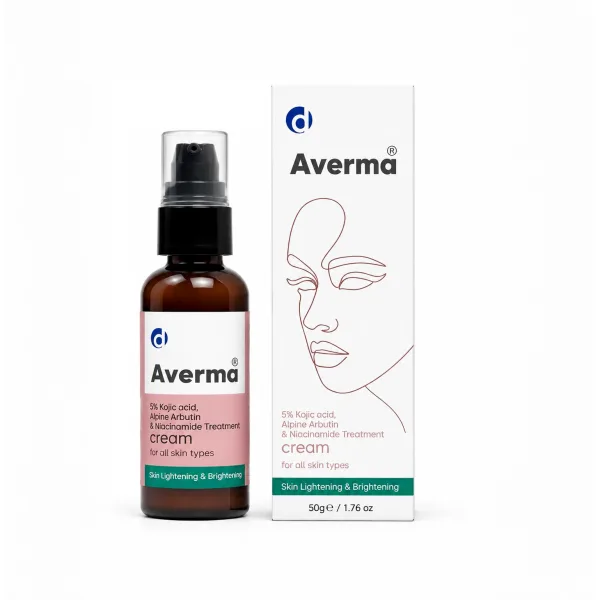 Averma®
5% Kojic acid,
Alpine Arbutin
& Niacinamide Treatment
cream
for all skin types
Skin Lightening & Brightening
Averma®
5% Kojic acid,
Alpine Arbutin
& Niacinamide Treatment
cream
for all skin types
Skin Lightening & Brightening
50g℮ / 1.76 oz